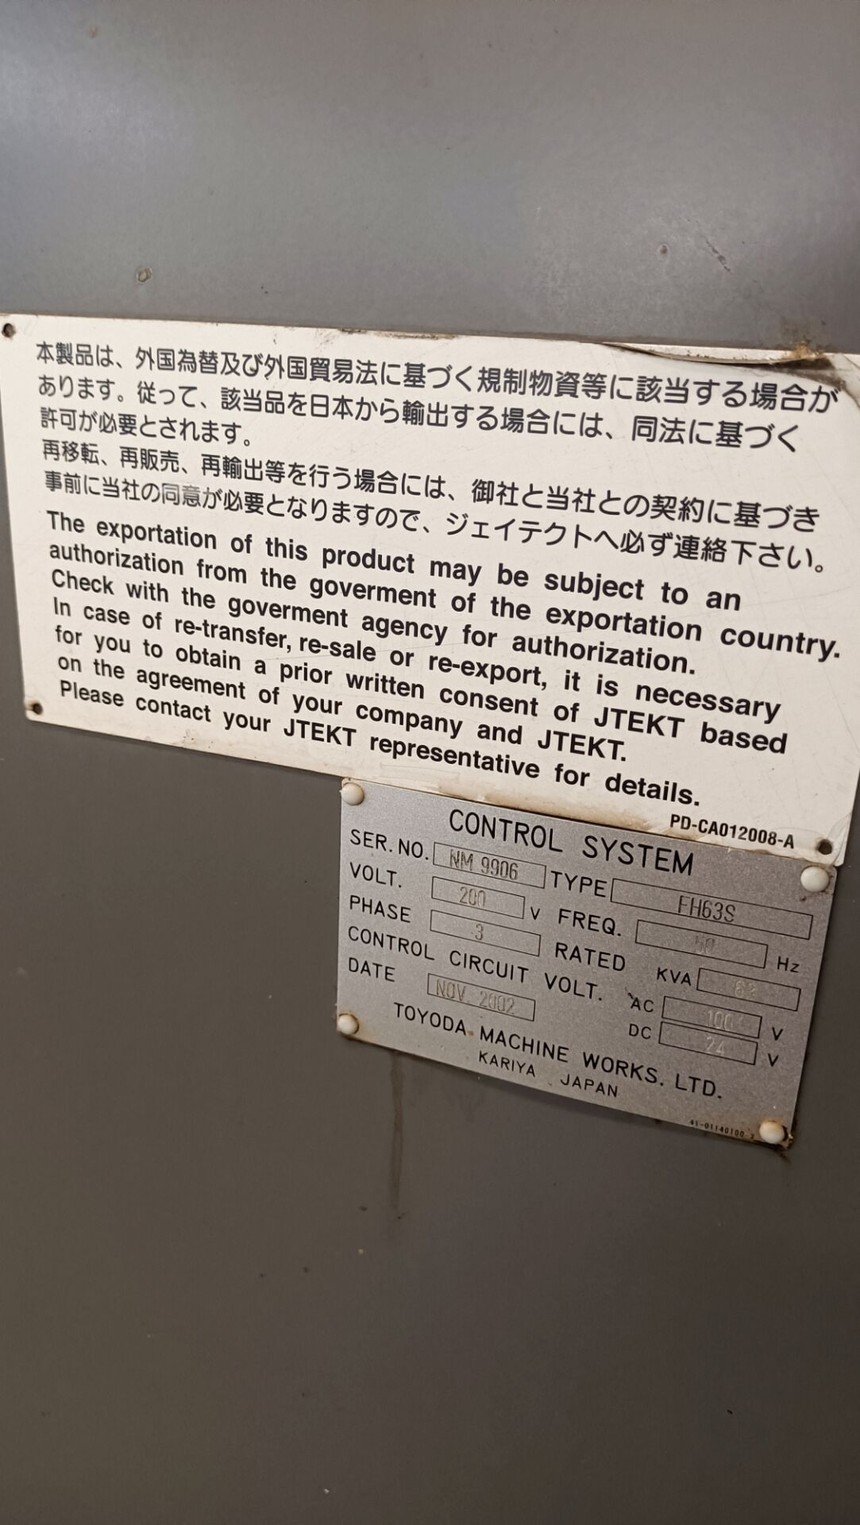 本製品は、外国為替及び外国貿易法に基づく規制物資等に該当する場合が
あります。従って、該当品を日本から輸出する場合には、同法に基づく
許可が必要とされます。
再移転、再販売、再輸出等を行う場合には、御社と当社との契約に基づき
事前に当社の同意が必要となりますので、ジェイテクトへ必ず連絡下さい。
The exportation of this product may be subject to an
authorization from the goverment of the exportation country.
Check with the goverment agency for authorization.
In case of re-transfer, re-sale or re-export, it is necessary
for you to obtain a prior written consent of JTEKT based
on the agreement of your company and JTEKT.
Please contact your JTEKT representative for details.
PD-CA012008-A
CONTROL SYSTEM
SER. NO. NM 9906 TYPE FH63S
VOLT. 200 V FREQ. Hz
PHASE 3 RATED KVA
CONTROL CIRCUIT VOLT. AC 100 V
DATE NOV. 2002 DC 24 V
TOYODA MACHINE WORKS. LTD.
KARIYA JAPAN